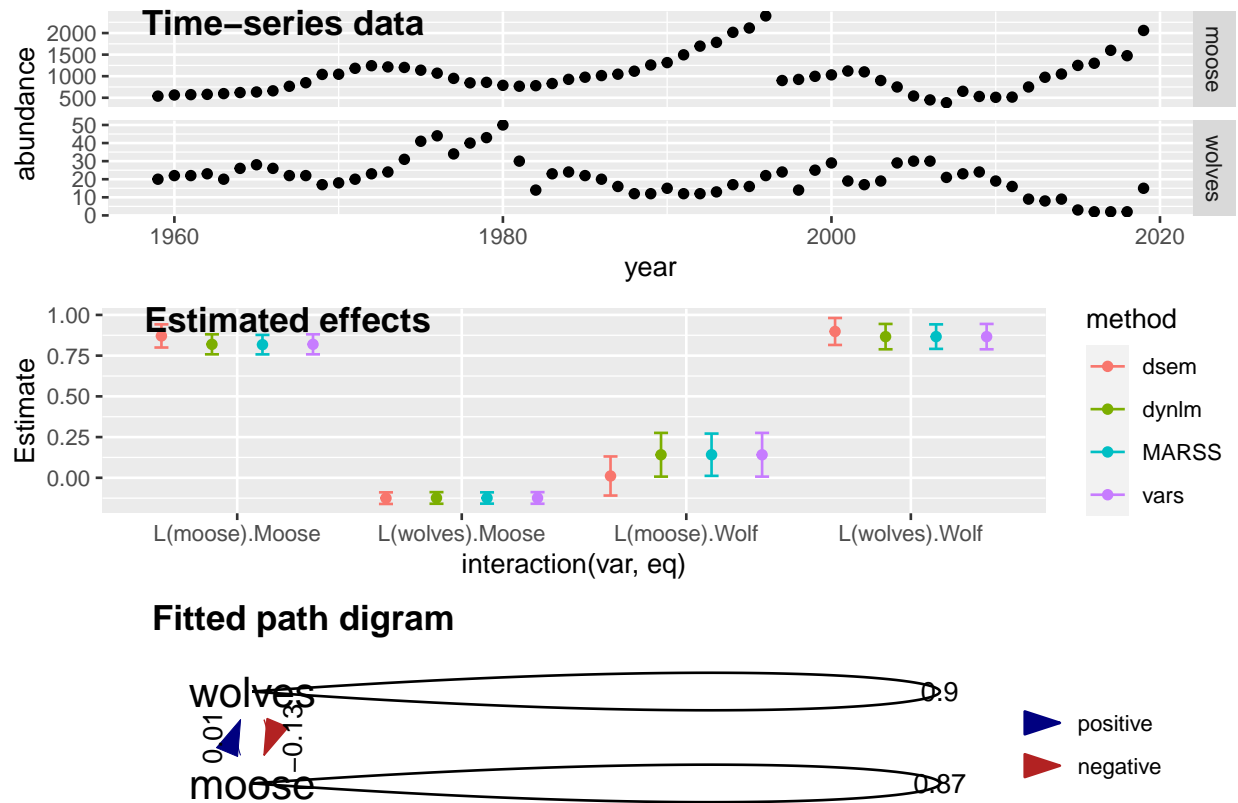 Time−series data
abundance
2000
1500
1000
500
moose
50
40
30
20
10
0
wolves
1960
1980
2000
2020
year
Estimated effects
Estimate
1.00
0.75
0.50
0.25
0.00
L(moose).Moose
L(wolves).Moose
L(moose).Wolf
L(wolves).Wolf
interaction(var, eq)
method
dsem
dynlm
MARSS
vars
Fitted path digram
wolves
0.9
0.01
−0.13
moose
0.87
positive
negative